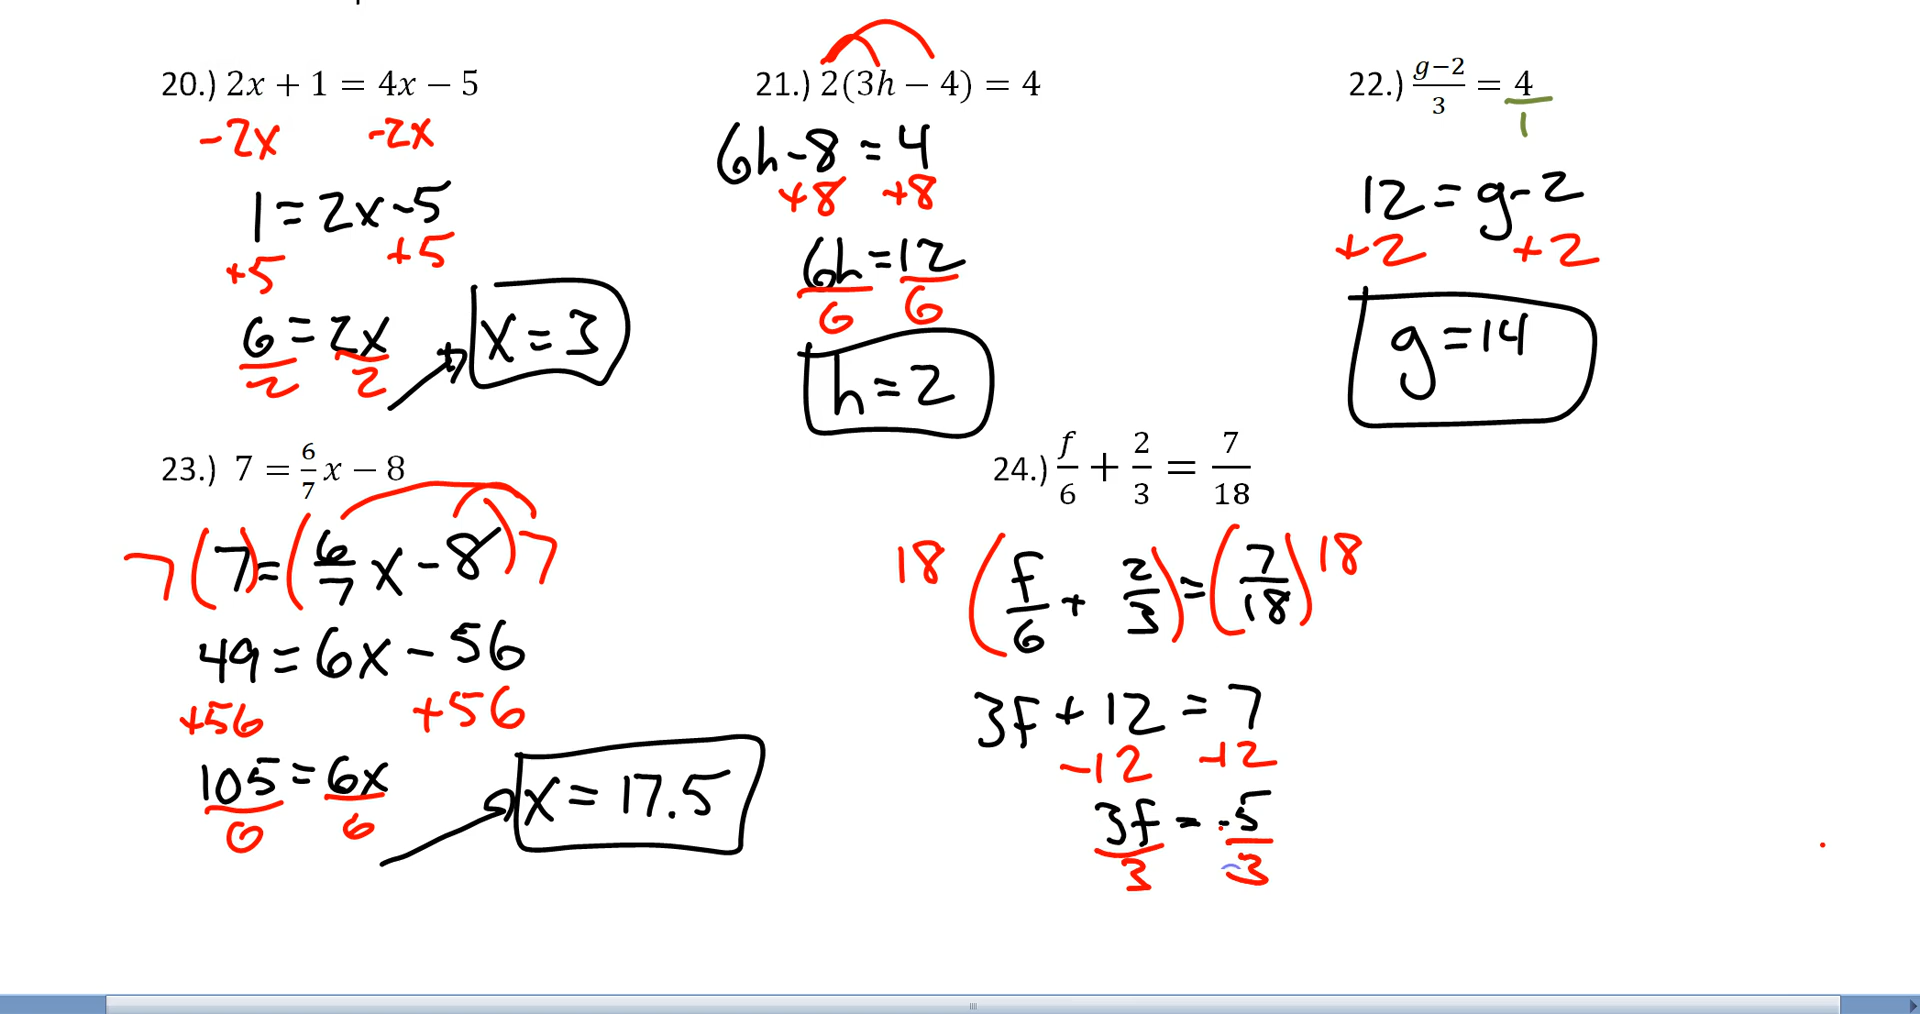 20.) 2x + 1 = 4x − 5
-2x -2x
1 = 2x - 5
+5 +5
6 = 2x
2 2
x = 3
21.) 2(3h − 4) = 4
6h - 8 = 4
+8 +8
6h = 12
6 6
h = 2
22.) g−2/3 = 4
1
12 = g - 2
+2 +2
g = 14
23.) 7 = 6/7 x − 8
7(7) = (6/7 x - 8)7
49 = 6x - 56
+56 +56
105 = 6x
6 6
x = 17.5
24.) f/6 + 2/3 = 7/18
18(f/6 + 2/3) = (7/18)18
3f + 12 = 7
-12 -12
3f = -5
3 3